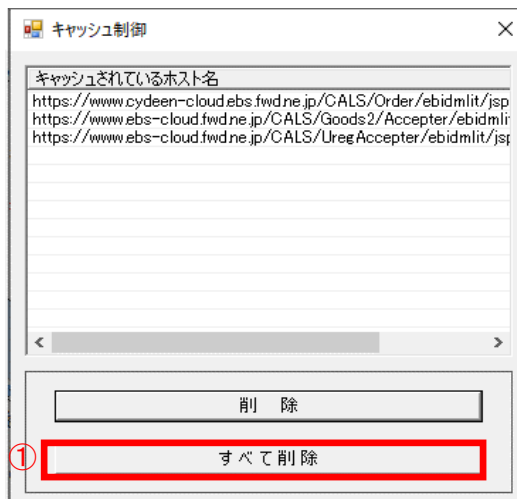 キャッシュ制御
キャッシュされているホスト名
https://www.cydeen-cloud.ebs.fwd.ne.jp/CALS/Order/ebidmlit/jsp
https://www.ebs-cloud.fwd.ne.jp/CALS/Goods2/Accepter/ebidmlit
https://www.ebs-cloud.fwd.ne.jp/CALS/UregAccepter/ebidmlit/jsp
削 除
①
すべて削除